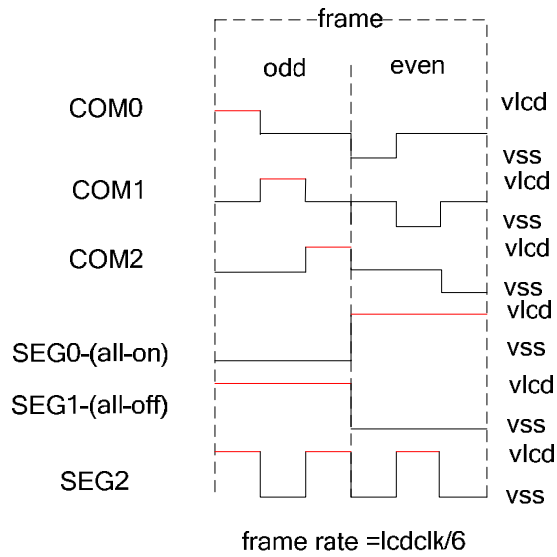 frame
odd even
COM0 vlcd
vss
COM1 vlcd
vss
COM2 vlcd
vss
vlcd
SEG0-(all-on) vss
SEG1-(all-off) vlcd
vss
SEG2 vlcd
vss
frame rate =lcdclk/6